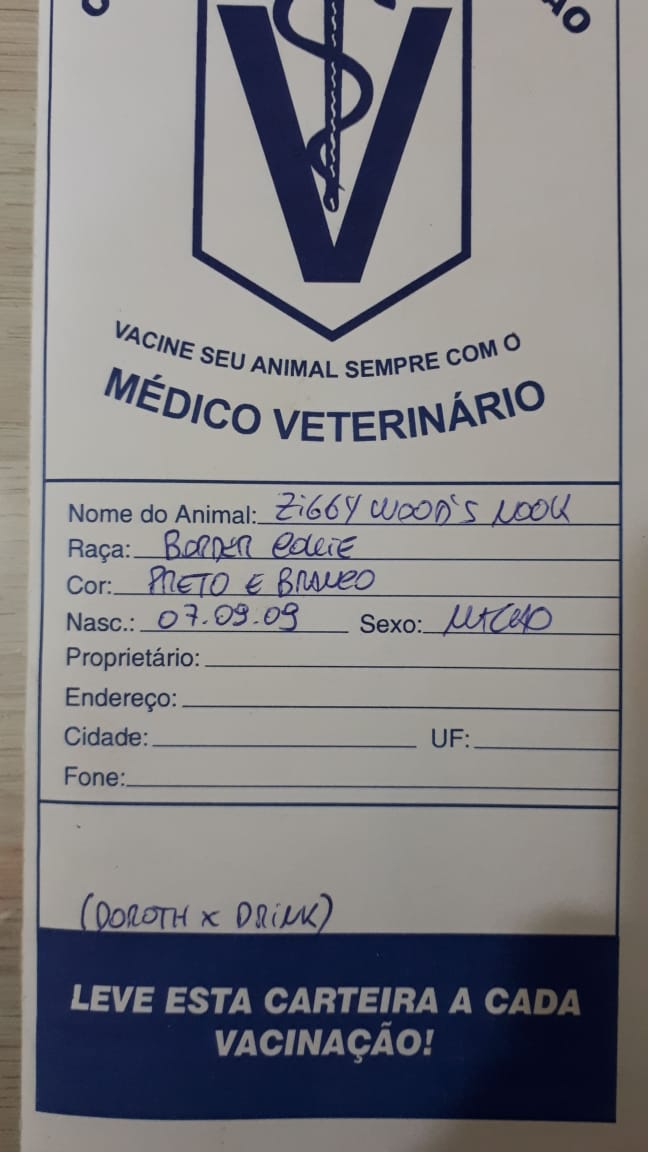 VACINE SEU ANIMAL SEMPRE COM O
MÉDICO VETERINÁRIO
Nome do Animal: ZIGGY WOOD'S NOOK
Raça: BORDER COLLIE
Cor: PRETO E BRANCO
Nasc.: 07.09.09 Sexo: MACHO
Proprietário:
Endereço:
Cidade: UF:
Fone:
(DOROTH X DRINK)
LEVE ESTA CARTEIRA A CADA
VACINAÇÃO!